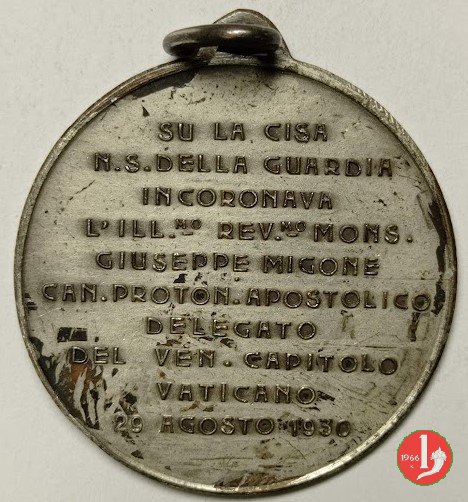 SU LA CISA
N.S. DELLA GUARDIA
INCORONAVA
L'ILL.MO REV.MO MONS.
GIUSEPPE MIGONE
CAN. PROTON. APOSTOLICO
DELEGATO
DEL VEN. CAPITOLO
VATICANO
29 AGOSTO 1930
1966